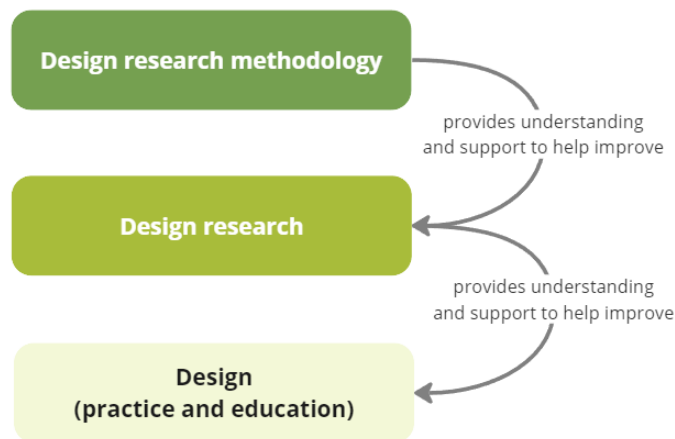 Design research methodology
provides understanding
and support to help improve
Design research
provides understanding
and support to help improve
Design
(practice and education)